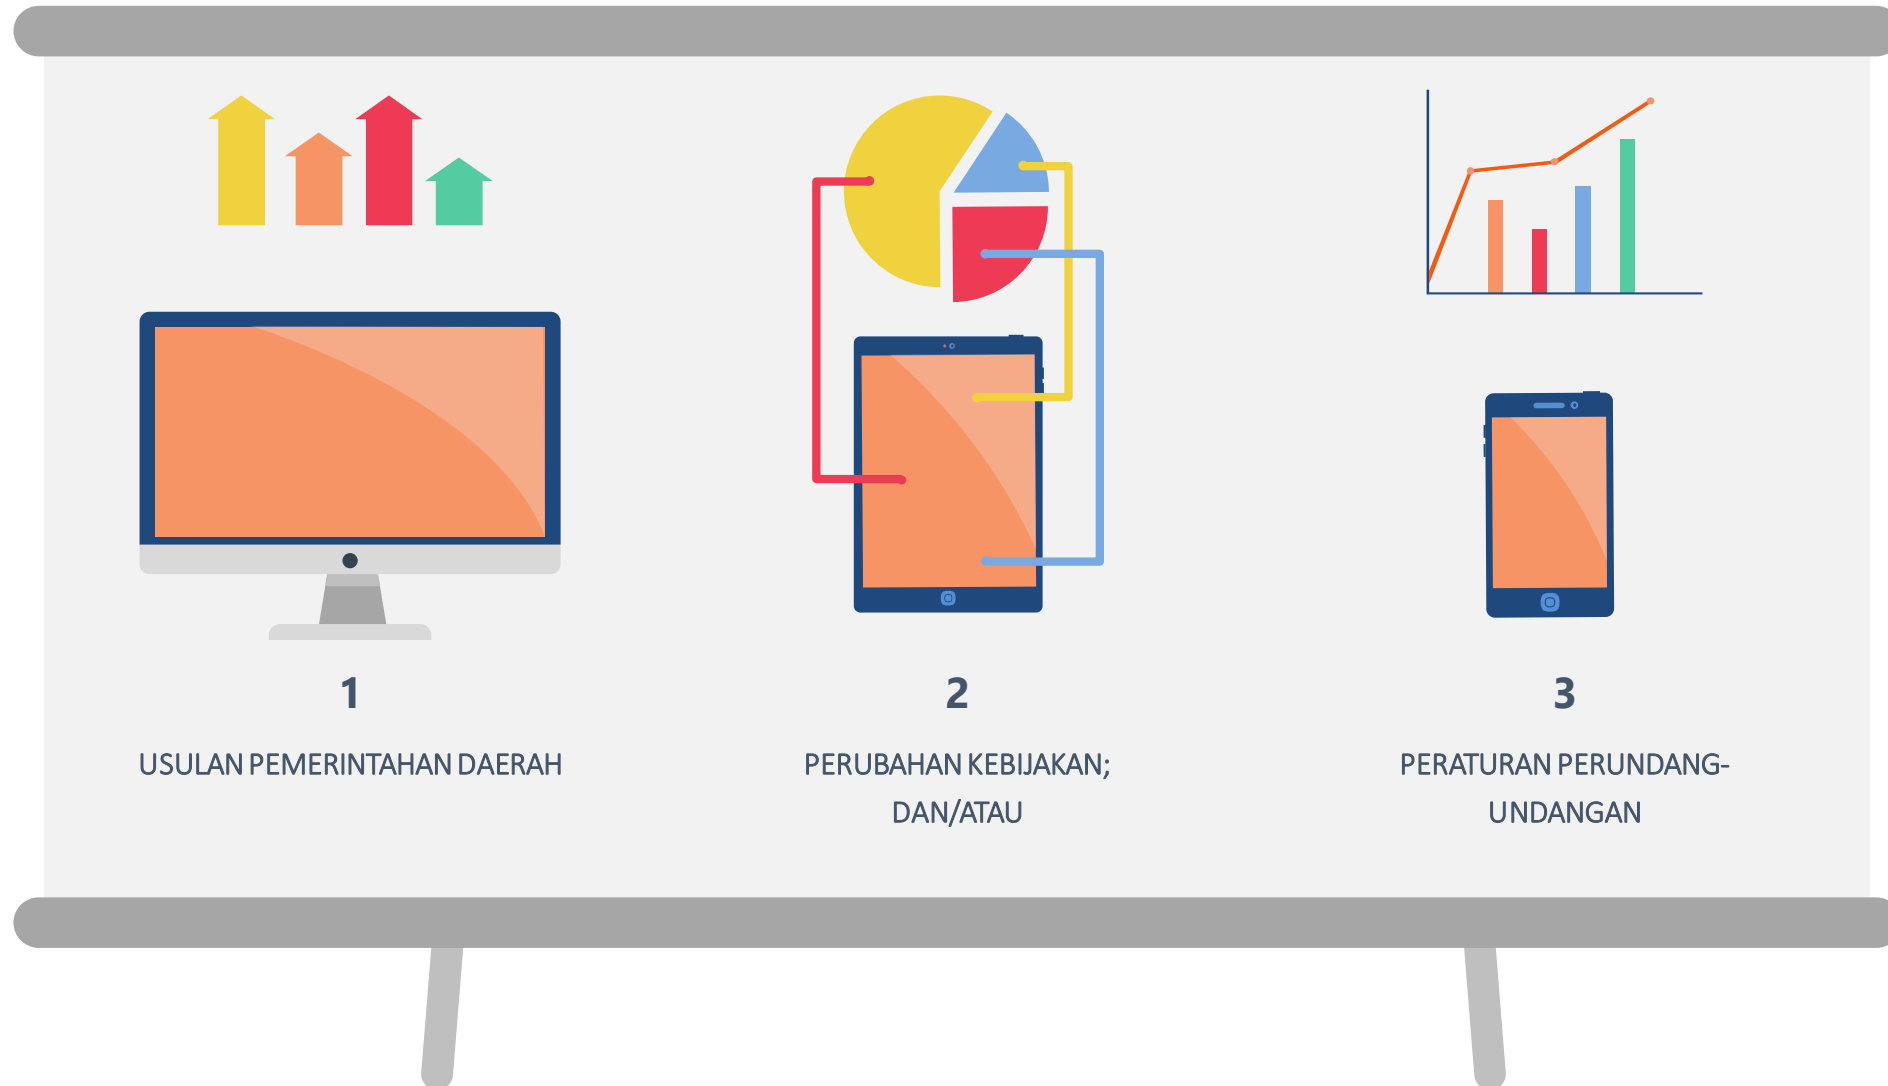 1
USULAN PEMERINTAHAN DAERAH
2
PERUBAHAN KEBIJAKAN;
DAN/ATAU
3
PERATURAN PERUNDANG-
UNDANGAN